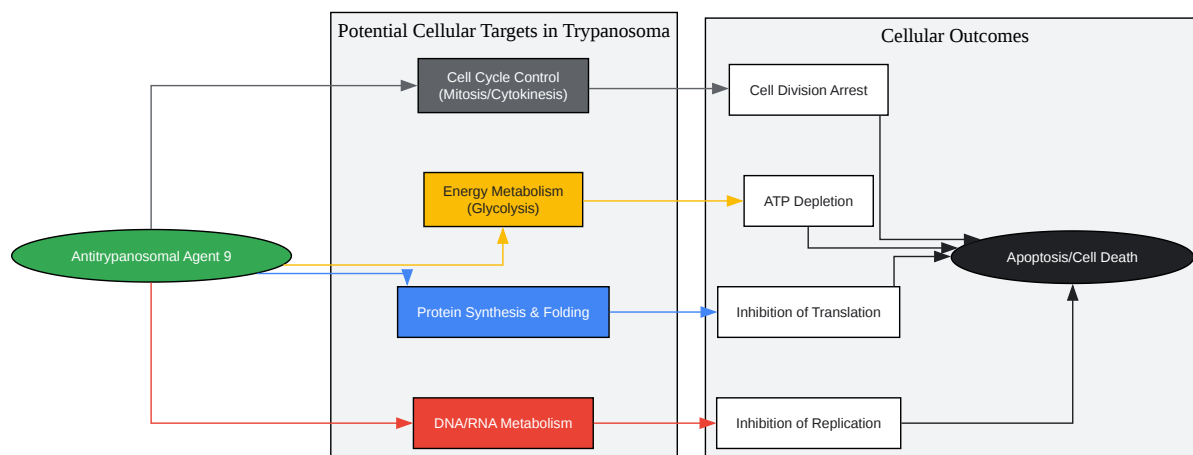 Potential Cellular Targets in Trypanosoma
Cellular Outcomes
Cell Cycle Control
(Mitosis/Cytokinesis)
Cell Division Arrest
Energy Metabolism
(Glycolysis)
ATP Depletion
Antitrypanosomal Agent 9
Apoptosis/Cell Death
Protein Synthesis & Folding
Inhibition of Translation
DNA/RNA Metabolism
Inhibition of Replication